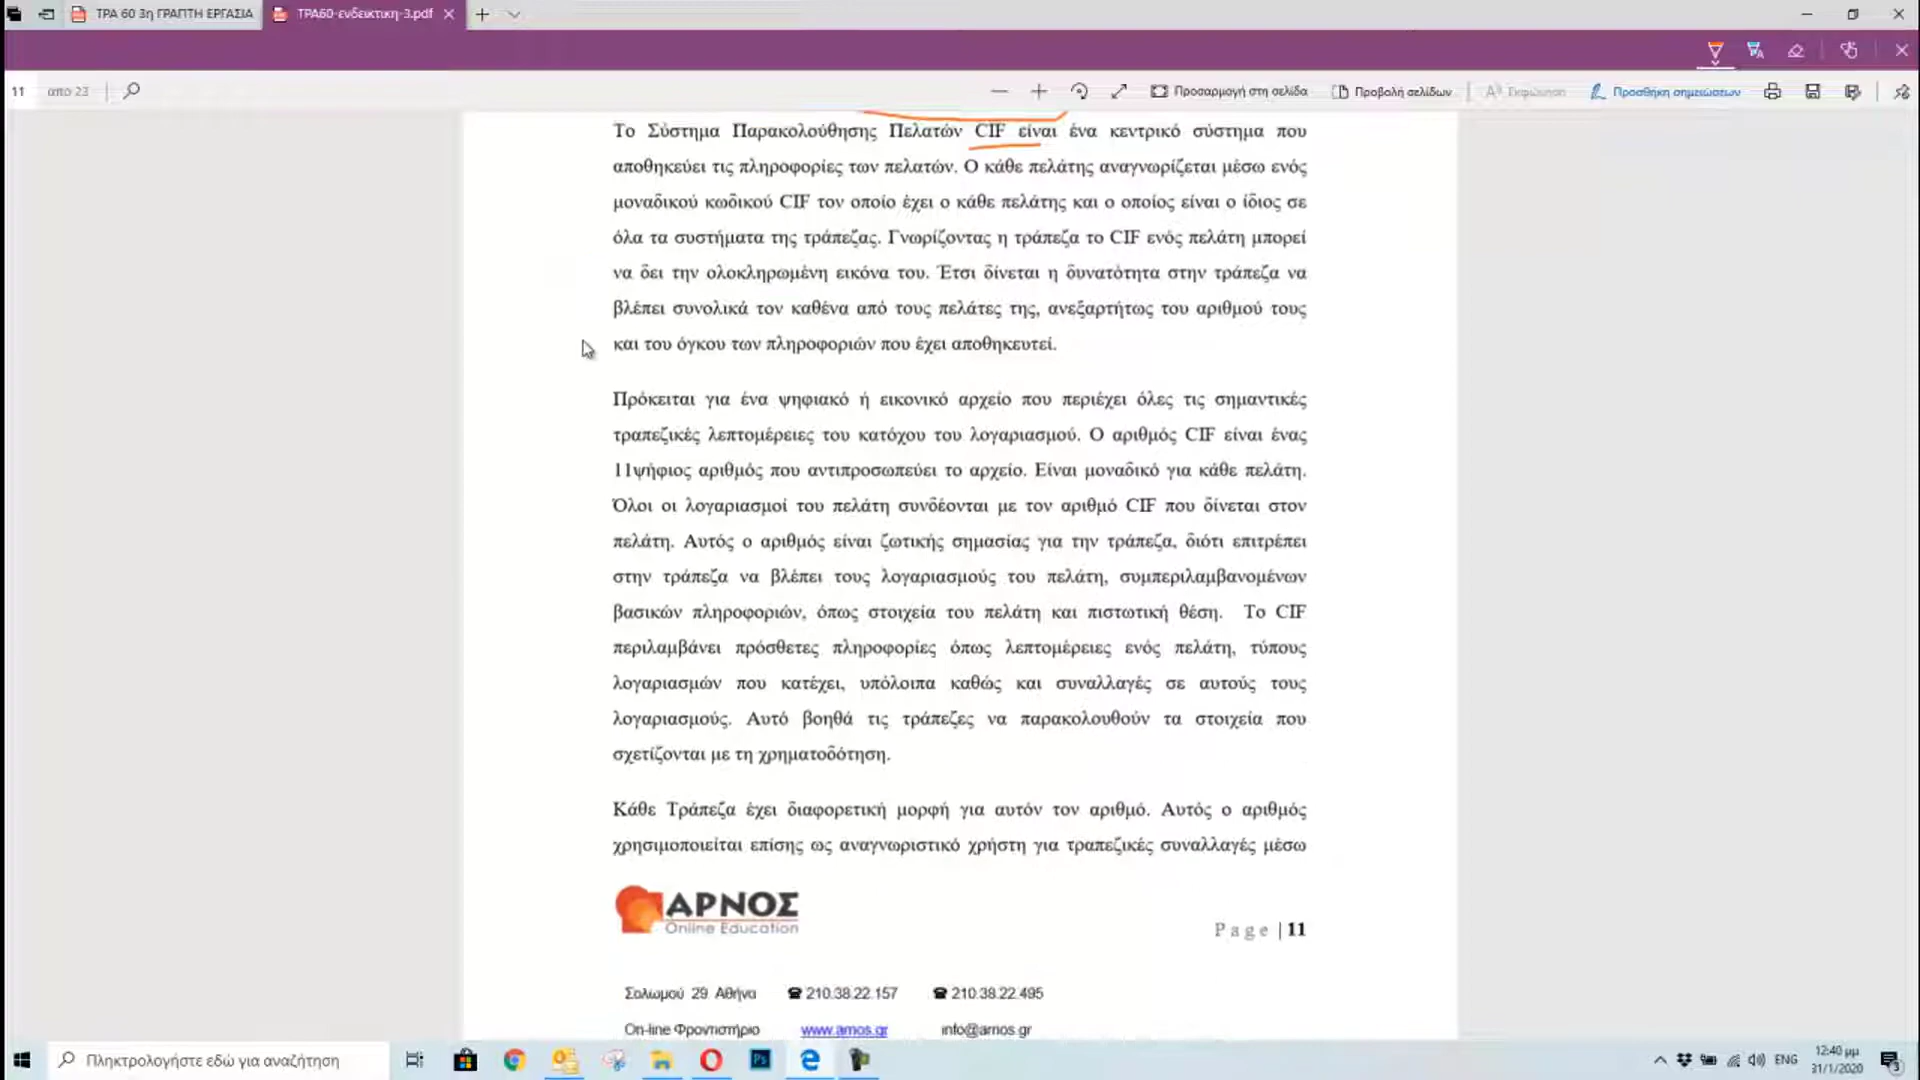 ΤΡΑ 60 3η ΓΡΑΠΤΗ ΕΡΓΑΣΙΑ
ΤΡΑ60-ενδεικτικη-3.pdf
11 απο 23
Προσαρμογή στη σελίδα
Προβολή σελίδων
Εκφώνηση
Προσθήκη σημειώσεων
Το Σύστημα Παρακολούθησης Πελατών CIF είναι ένα κεντρικό σύστημα που
αποθηκεύει τις πληροφορίες των πελατών. Ο κάθε πελάτης αναγνωρίζεται μέσω ενός
μοναδικού κωδικού CIF τον οποίο έχει ο κάθε πελάτης και ο οποίος είναι ο ίδιος σε
όλα τα συστήματα της τράπεζας. Γνωρίζοντας η τράπεζα το CIF ενός πελάτη μπορεί
να δει την ολοκληρωμένη εικόνα του. Έτσι δίνεται η δυνατότητα στην τράπεζα να
βλέπει συνολικά τον καθένα από τους πελάτες της, ανεξαρτήτως του αριθμού τους
και του όγκου των πληροφοριών που έχει αποθηκευτεί.
Πρόκειται για ένα ψηφιακό ή εικονικό αρχείο που περιέχει όλες τις σημαντικές
τραπεζικές λεπτομέρειες του κατόχου του λογαριασμού. Ο αριθμός CIF είναι ένας
11ψήφιος αριθμός που αντιπροσωπεύει το αρχείο. Είναι μοναδικό για κάθε πελάτη.
Όλοι οι λογαριασμοί του πελάτη συνδέονται με τον αριθμό CIF που δίνεται στον
πελάτη. Αυτός ο αριθμός είναι ζωτικής σημασίας για την τράπεζα, διότι επιτρέπει
στην τράπεζα να βλέπει τους λογαριασμούς του πελάτη, συμπεριλαμβανομένων
βασικών πληροφοριών, όπως στοιχεία του πελάτη και πιστωτική θέση. Το CIF
περιλαμβάνει πρόσθετες πληροφορίες όπως λεπτομέρειες ενός πελάτη, τύπους
λογαριασμών που κατέχει, υπόλοιπα καθώς και συναλλαγές σε αυτούς τους
λογαριασμούς. Αυτό βοηθά τις τράπεζες να παρακολουθούν τα στοιχεία που
σχετίζονται με τη χρηματοδότηση.
Κάθε Τράπεζα έχει διαφορετική μορφή για αυτόν τον αριθμό. Αυτός ο αριθμός
χρησιμοποιείται επίσης ως αναγνωριστικό χρήστη για τραπεζικές συναλλαγές μέσω
ΑΡΝΟΣ
Online Education
Page | 11
Σολωμού 29 Αθήνα 210.38.22.157 210.38.22.495
On-line Φροντιστήριο www.arnos.gr info@arnos.gr
Πληκτρολογήστε εδώ για αναζήτηση
ENG
12:40 μμ
31/1/2020